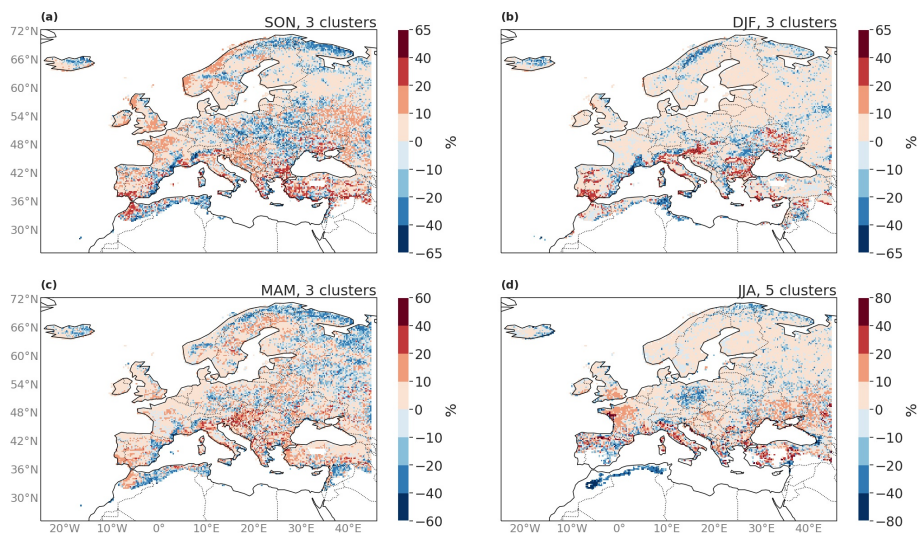 (a)
SON, 3 clusters
72°N
66°N
60°N
54°N
48°N
42°N
36°N
30°N
65
40
20
10
0
−10
−20
−40
−65
%
(b)
DJF, 3 clusters
65
40
20
10
0
−10
−20
−40
−65
%
(c)
MAM, 3 clusters
72°N
66°N
60°N
54°N
48°N
42°N
36°N
30°N
20°W 10°W 0° 10°E 20°E 30°E 40°E
60
40
20
10
0
−10
−20
−40
−60
%
(d)
JJA, 5 clusters
20°W 10°W 0° 10°E 20°E 30°E 40°E
80
40
20
10
0
−10
−20
−40
−80
%